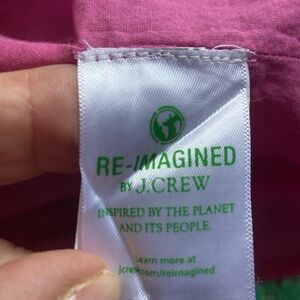 RE-IMAGINED
BY J.CREW
INSPIRED BY THE PLANET
AND ITS PEOPLE.
Learn more at
jcrew.com/reimagined